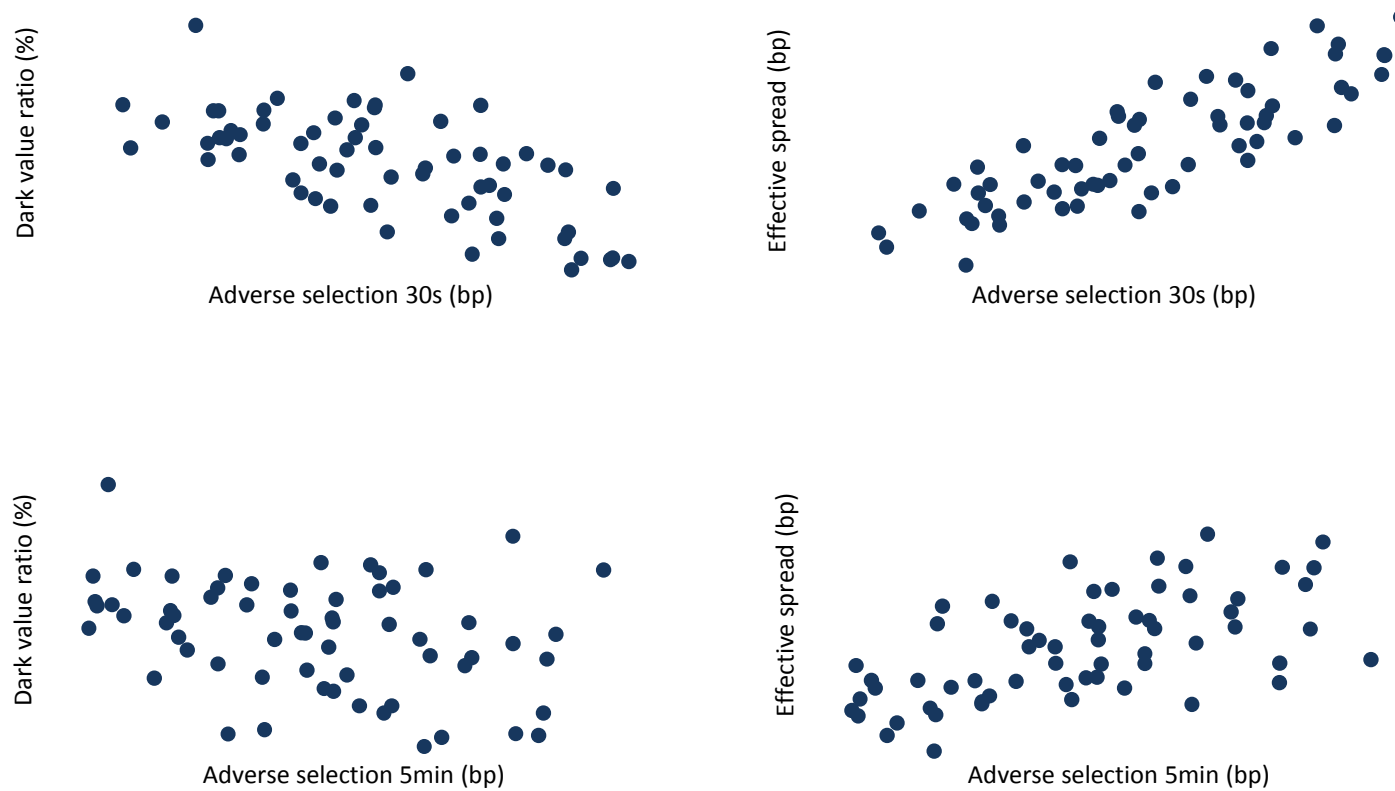 Dark value ratio (%)
Adverse selection 30s (bp)
Effective spread (bp)
Adverse selection 30s (bp)
Dark value ratio (%)
Adverse selection 5min (bp)
Effective spread (bp)
Adverse selection 5min (bp)